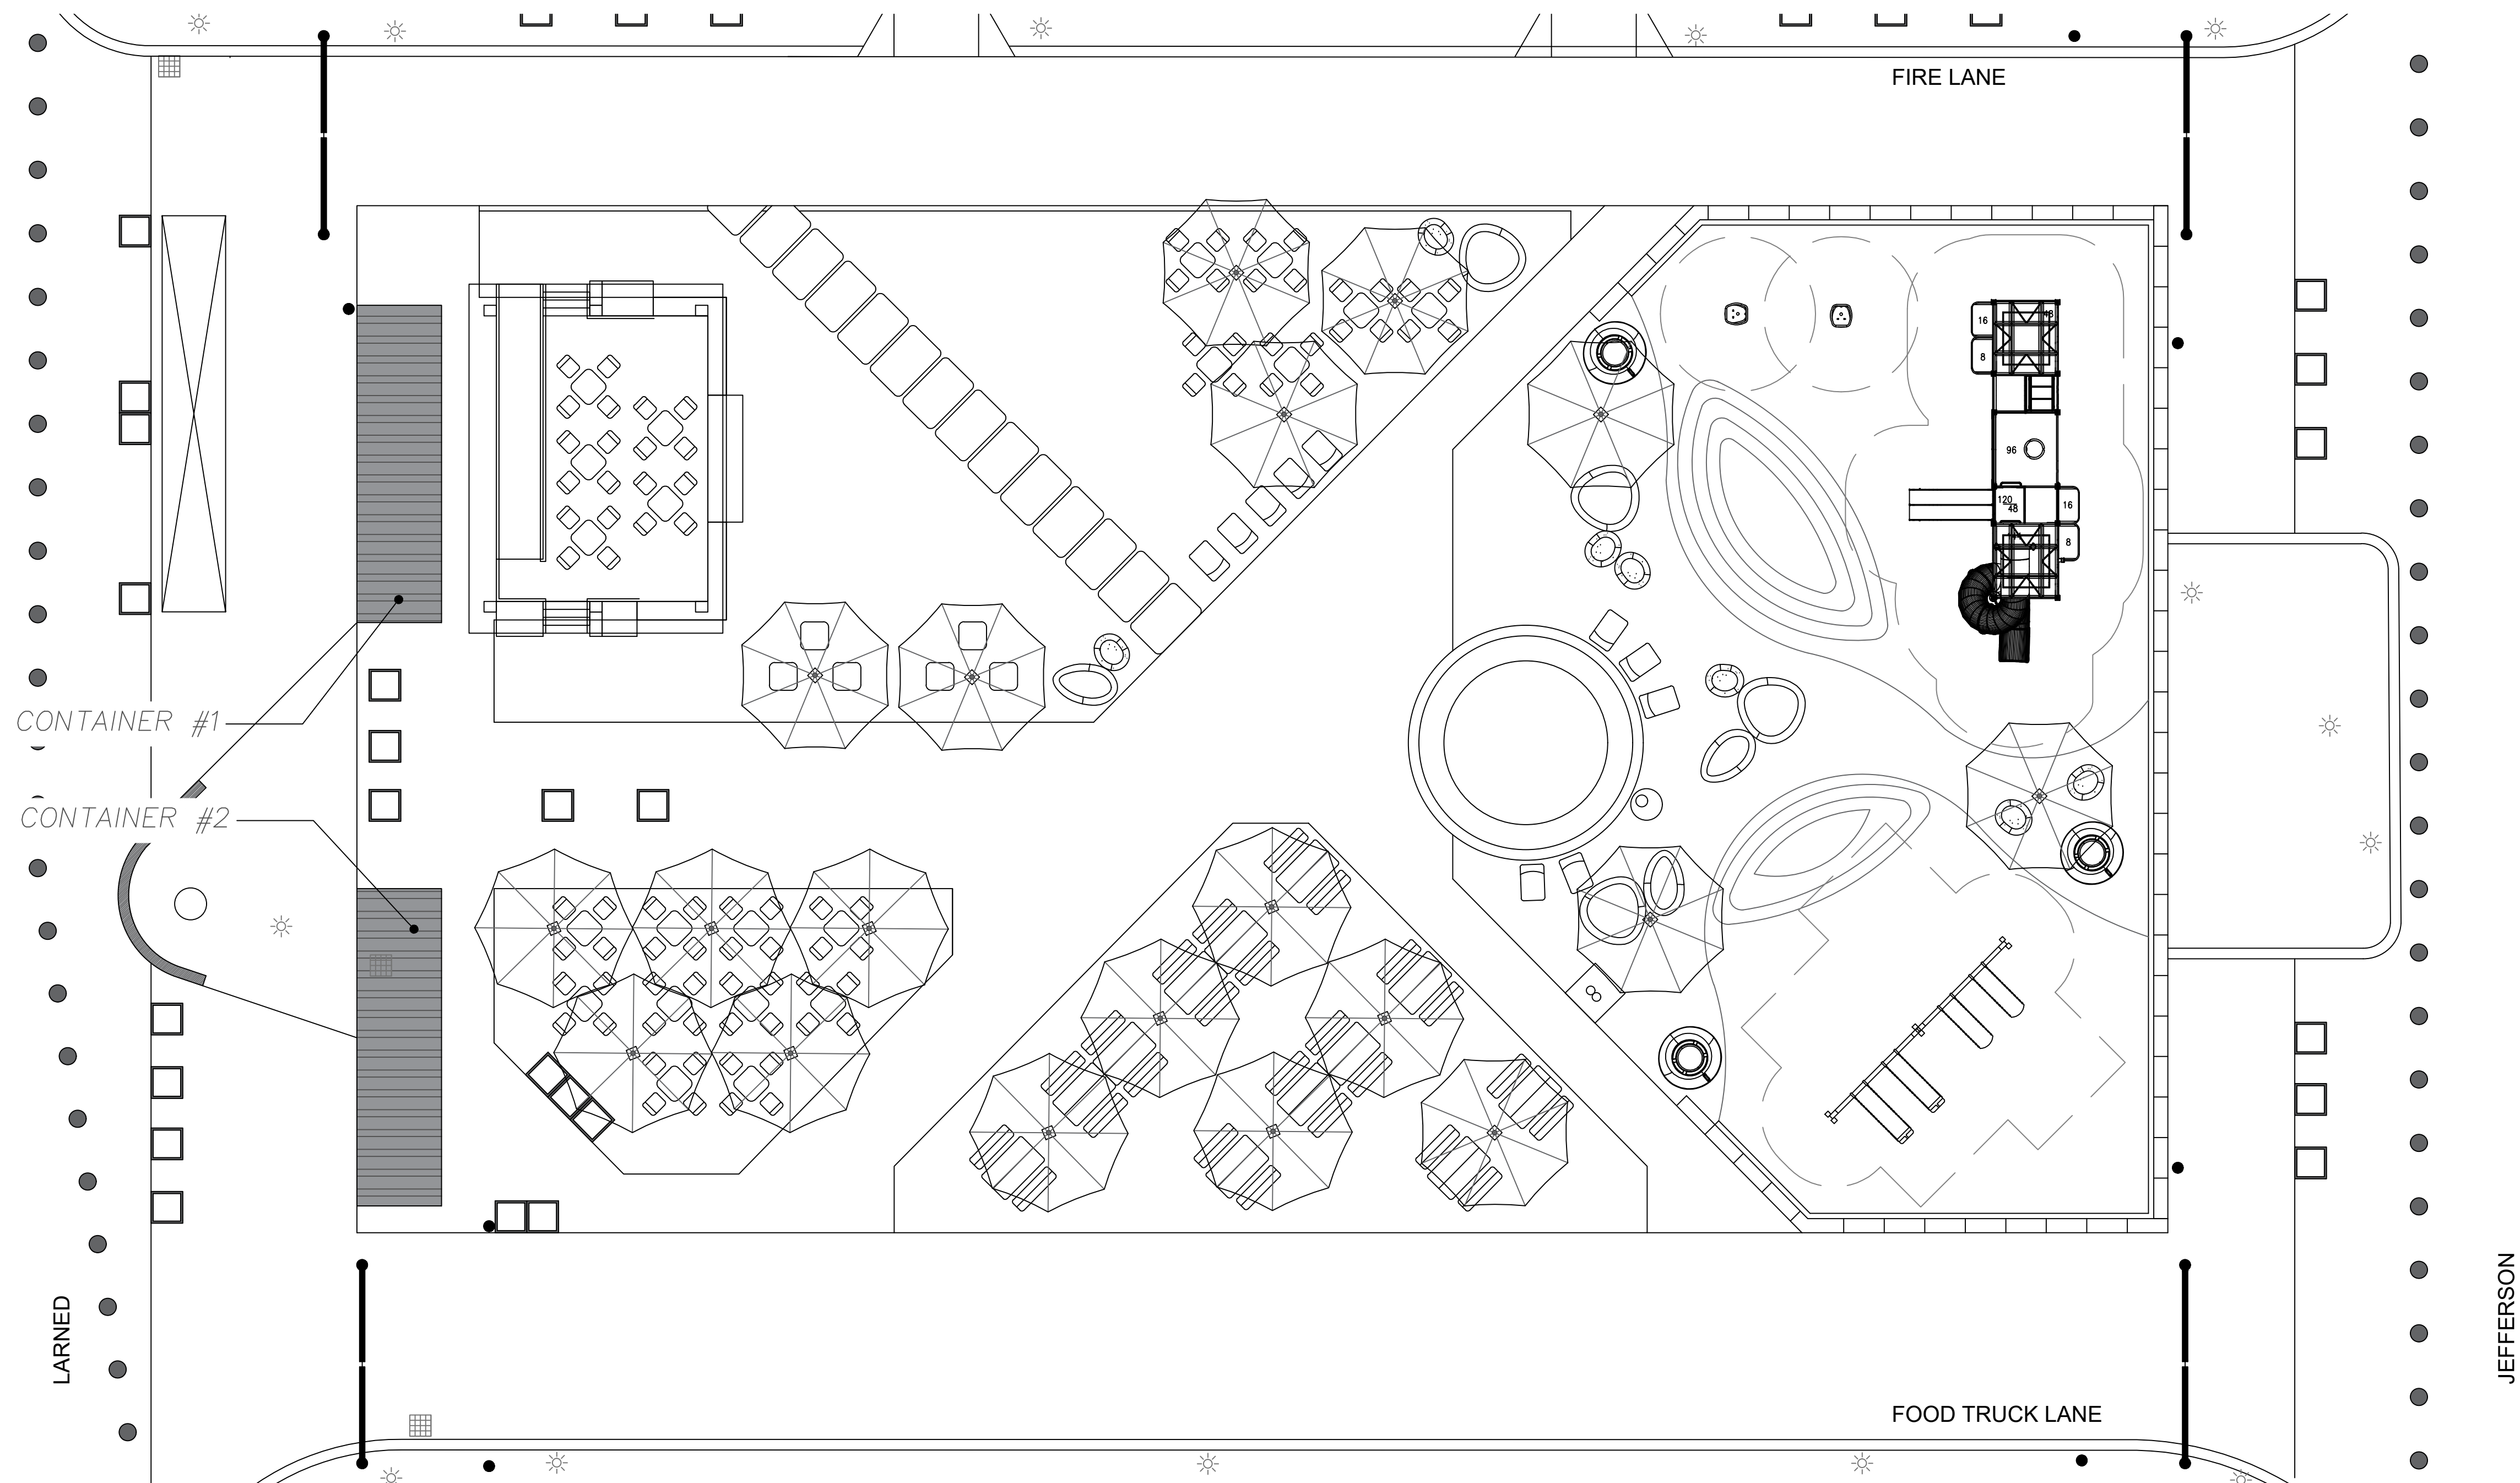 FIRE LANE
48
16
8
96
120
48
16
8
CONTAINER #1
CONTAINER #2
LARNED
JEFFERSON
FOOD TRUCK LANE